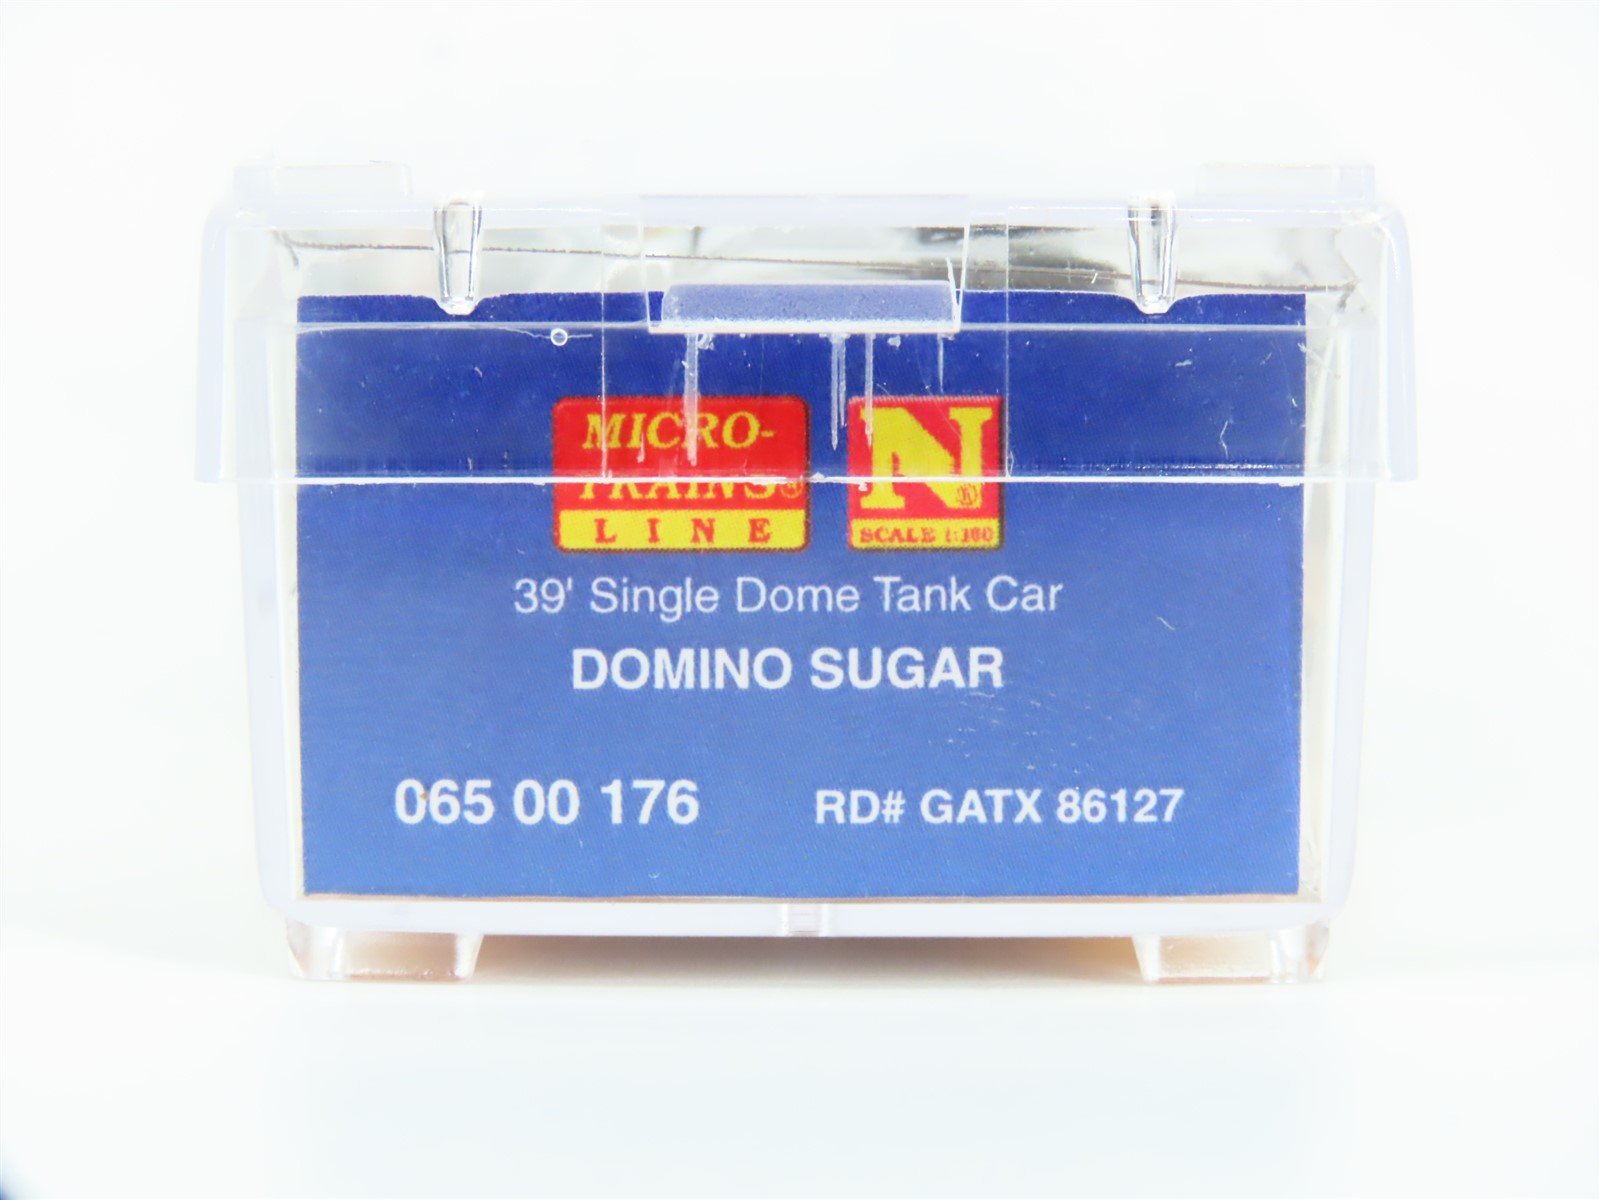 MICRO-
TRAINS®
LINE
N®
SCALE 1:160
39' Single Dome Tank Car
DOMINO SUGAR
065 00 176 RD# GATX 86127